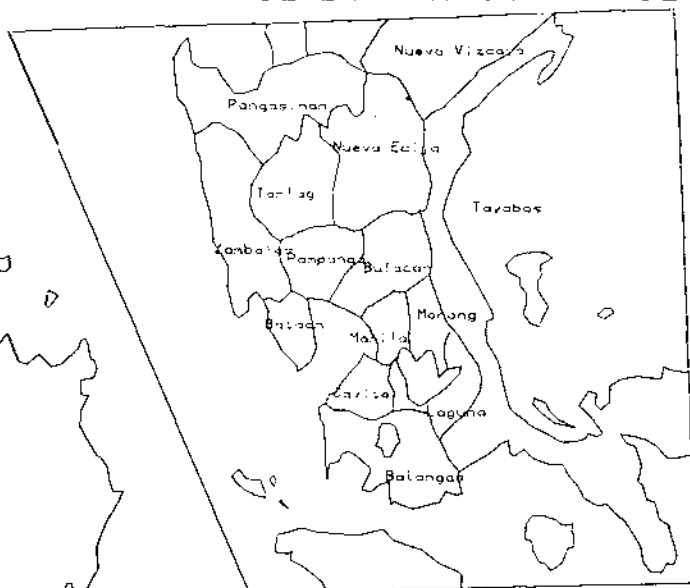 Nueva Vizcaya
Pangasinan
Nueva Ecija
Tarlag
Tayabas
Zambales
Pampanga
Bulacan
Bataan
Morong
Manila
Cavite
Laguna
Batangas